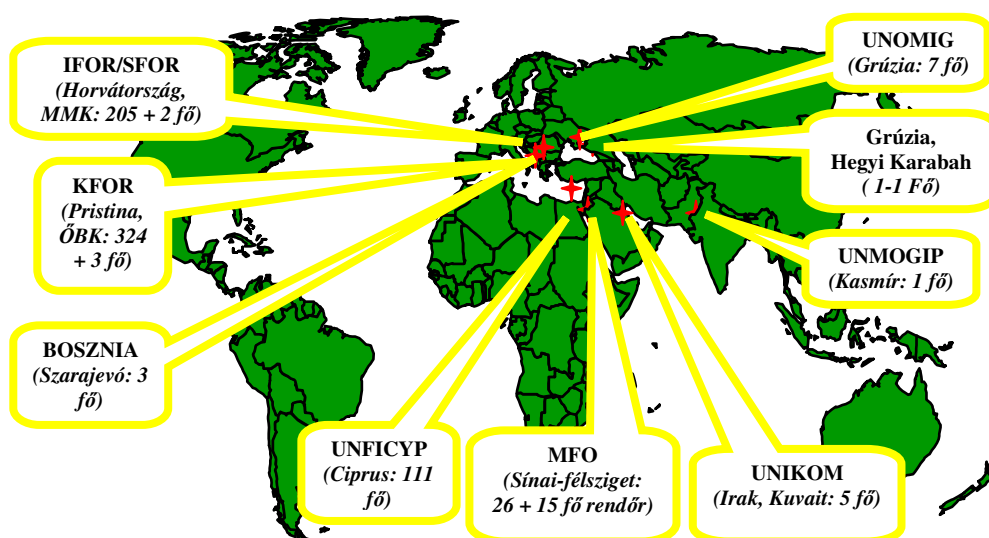 IFOR/SFOR
(Horvátország,
MMK: 205 + 2 fő)
KFOR
(Pristina,
ŐBK: 324
+ 3 fő)
BOSZNIA
(Szarajevó: 3
fő)
UNFICYP
(Ciprus: 111
fő)
MFO
(Sínai-félsziget:
26 + 15 fő rendőr)
UNIKOM
(Irak, Kuvait: 5 fő)
UNMOGIP
(Kasmír: 1 fő)
Grúzia,
Hegyi Karabah
( 1-1 Fő)
UNOMIG
(Grúzia: 7 fő)